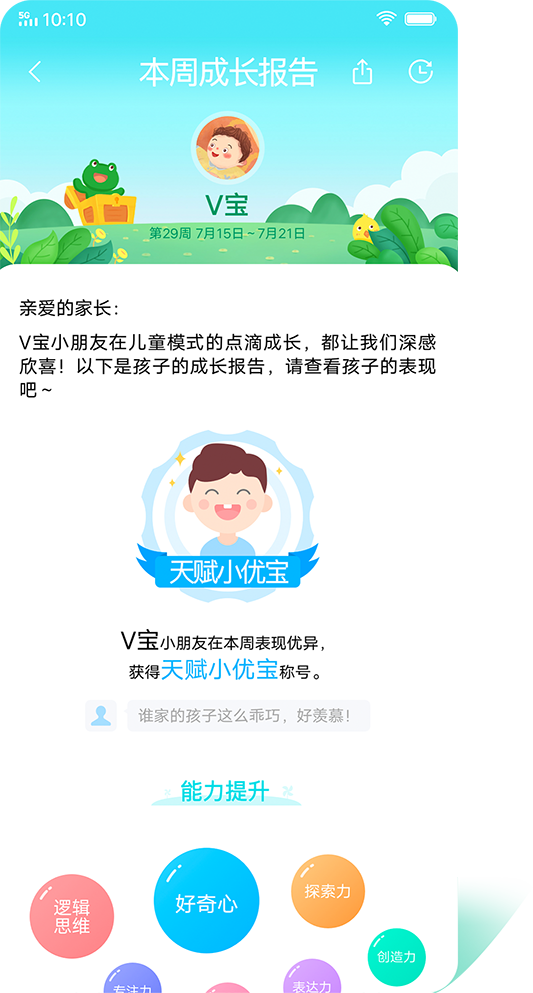 5G 10:10
本周成长报告
V宝
第29周 7月15日~7月21日
亲爱的家长：
V宝小朋友在儿童模式的点滴成长，都让我们深感
欣喜！以下是孩子的成长报告，请查看孩子的表现
吧~
天赋小优宝
V宝小朋友在本周表现优异，
获得天赋小优宝称号。
谁家的孩子这么乖巧，好羡慕！
能力提升
逻辑
思维
好奇心
探索力
创造力
专注力
表达力